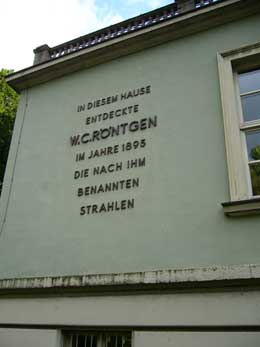 IN DIESEM HAUSE
ENTDECKTE
W.C.RÖNTGEN
IM JAHRE 1895
DIE NACH IHM
BENANNTEN
STRAHLEN